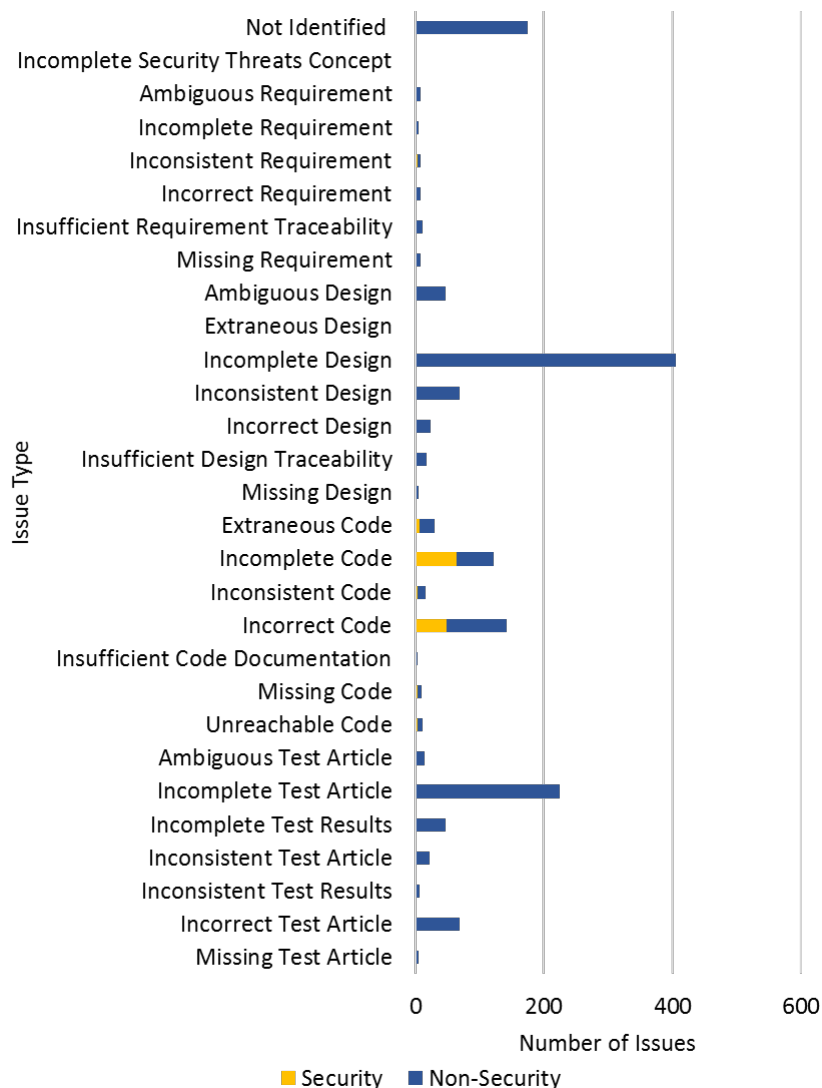 Not Identified
Incomplete Security Threats Concept
Ambiguous Requirement
Incomplete Requirement
Inconsistent Requirement
Incorrect Requirement
Insufficient Requirement Traceability
Missing Requirement
Ambiguous Design
Extraneous Design
Incomplete Design
Inconsistent Design
Incorrect Design
Insufficient Design Traceability
Missing Design
Extraneous Code
Incomplete Code
Inconsistent Code
Incorrect Code
Insufficient Code Documentation
Missing Code
Unreachable Code
Ambiguous Test Article
Incomplete Test Article
Incomplete Test Results
Inconsistent Test Article
Inconsistent Test Results
Incorrect Test Article
Missing Test Article
Issue Type
0 200 400 600
Number of Issues
Security Non-Security